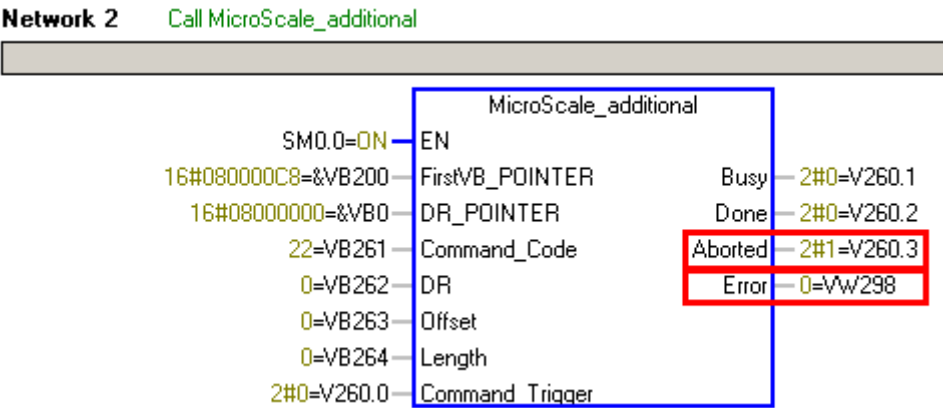 Network 2 Call MicroScale_additional
MicroScale_additional
SM0.0=ON EN
16#080000C8=&VB200 FirstVB_POINTER Busy 2#0=V260.1
16#08000000=&VB0 DR_POINTER Done 2#0=V260.2
22=VB261 Command_Code Aborted 2#1=V260.3
0=VB262 DR Error 0=VW298
0=VB263 Offset
0=VB264 Length
2#0=V260.0 Command_Trigger